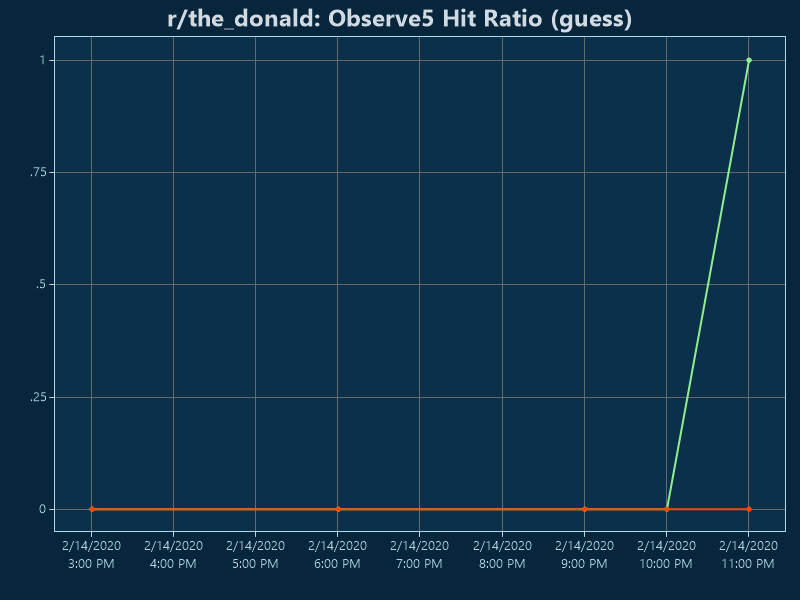 r/the_donald: Observe5 Hit Ratio (guess)
1
.75
.5
.25
0
2/14/2020 2/14/2020 2/14/2020 2/14/2020 2/14/2020 2/14/2020 2/14/2020 2/14/2020 2/14/2020
3:00 PM 4:00 PM 5:00 PM 6:00 PM 7:00 PM 8:00 PM 9:00 PM 10:00 PM 11:00 PM